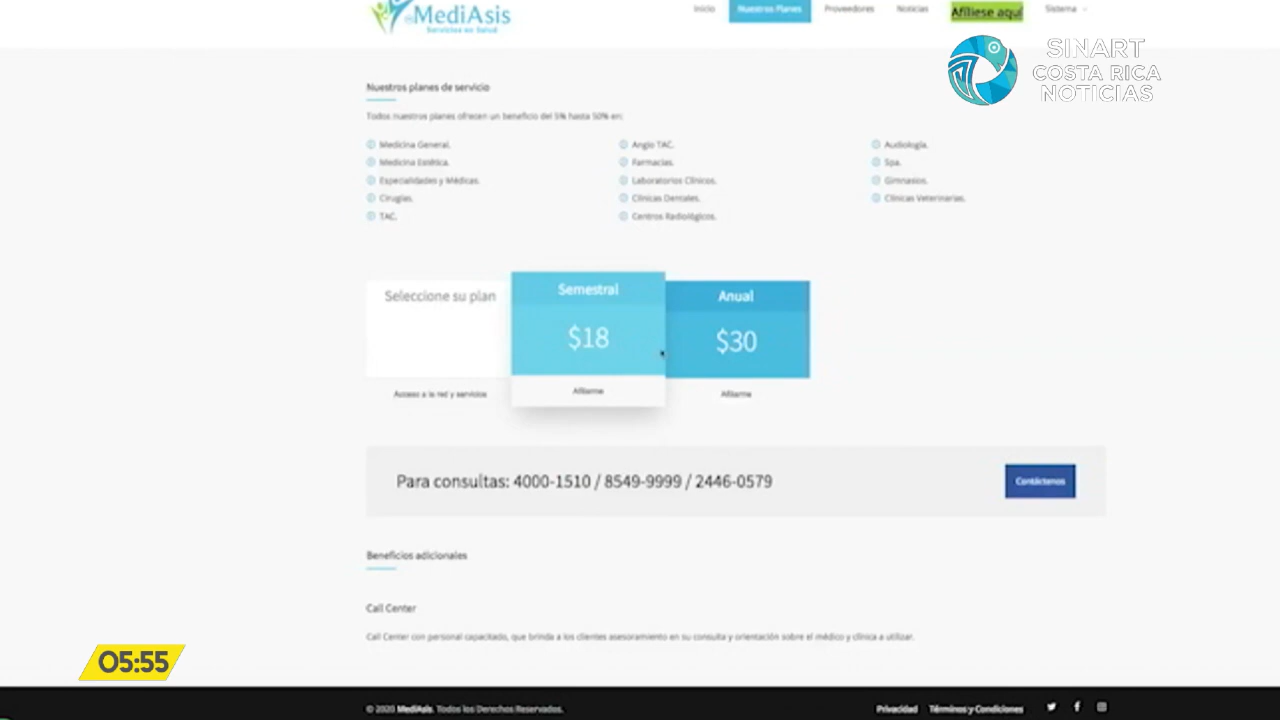 MediAsis
Servicios en Salud
Inicio
Nuestros Planes
Proveedores
Noticias
Afíliese aquí
Sistema
SINART
COSTA RICA
NOTICIAS
Nuestros planes de servicio
Todos nuestros planes ofrecen un beneficio del 5% hasta 50% en:
Medicina General.
Medicina Estética.
Especialidades y Médicas.
Cirugías.
TAC.
Angio TAC.
Farmacias.
Laboratorios Clínicos.
Clínicas Dentales.
Centros Radiológicos.
Audiología.
Spa.
Gimnasios.
Clínicas Veterinarias.
Seleccione su plan
Semestral
Anual
$18
$30
Acceso a la red y servicios
Afiliarme
Afiliarme
Para consultas: 4000-1510 / 8549-9999 / 2446-0579
Contáctenos
Beneficios adicionales
Call Center
Call Center con personal capacitado, que brinda a los clientes asesoramiento en su consulta y orientación sobre el médico y clínica a utilizar.
05:55
© 2020 MediAsis. Todos los Derechos Reservados.
Privacidad
Términos y Condiciones